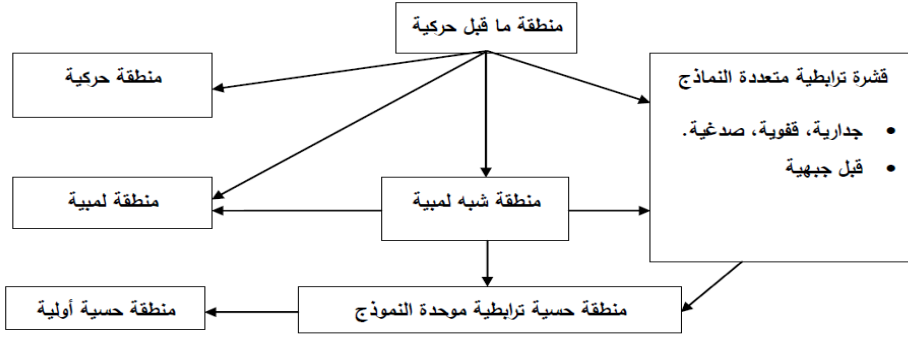 منطقة ما قبل حركية
منطقة حركية
قشرة ترابطية متعددة النماذج
• جدارية، قفوية، صدغية.
• قبل جبهية
منطقة لمبية
منطقة شبه لمبية
منطقة حسية ترابطية موحدة النموذج
منطقة حسية أولية